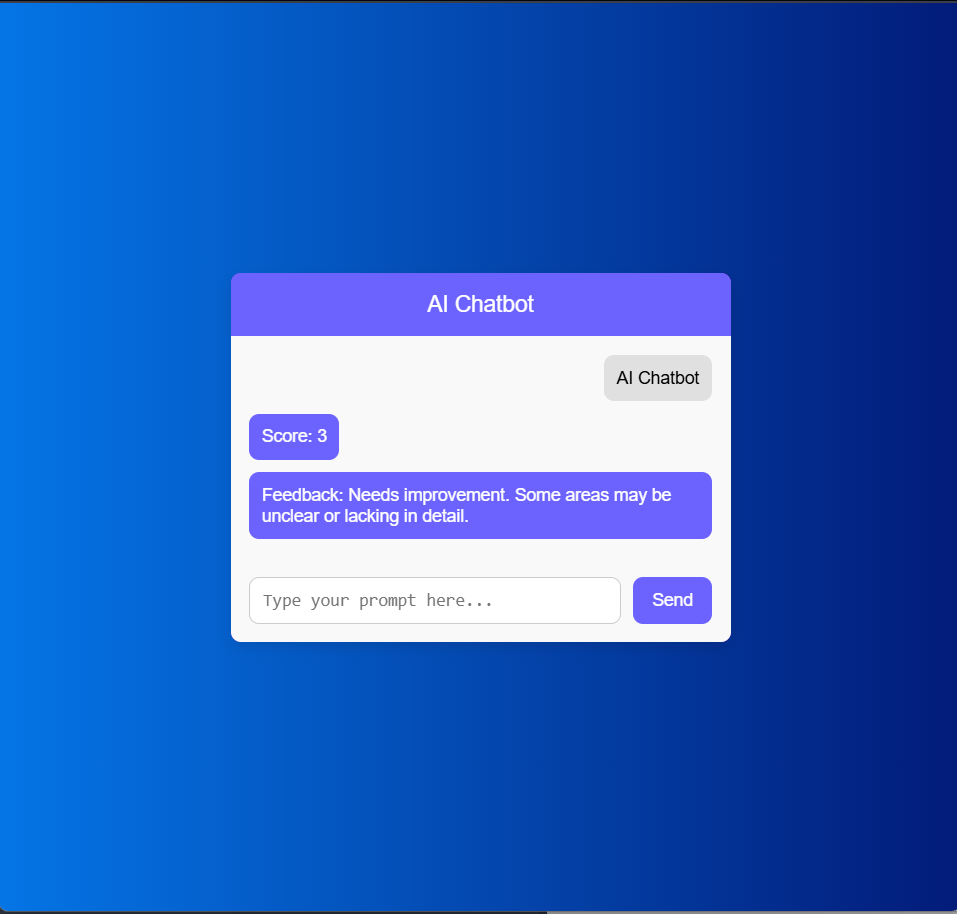 AI Chatbot
AI Chatbot
Score: 3
Feedback: Needs improvement. Some areas may be
unclear or lacking in detail.
Type your prompt here...
Send